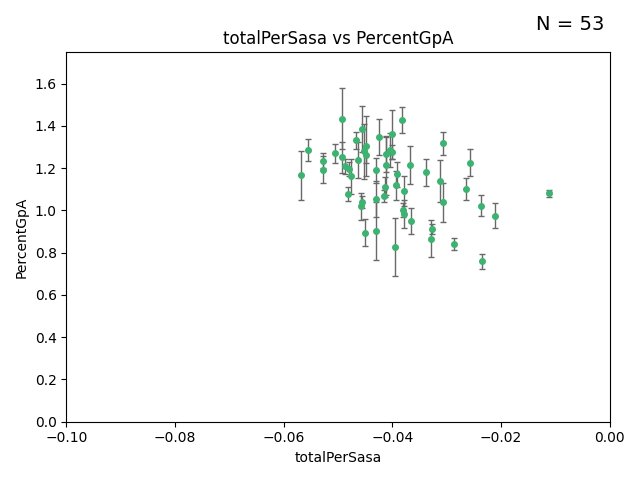 N = 53
totalPerSasa vs PercentGpA
PercentGpA
1.6
1.4
1.2
1.0
0.8
0.6
0.4
0.2
0.0
−0.10 −0.08 −0.06 −0.04 −0.02 0.00
totalPerSasa